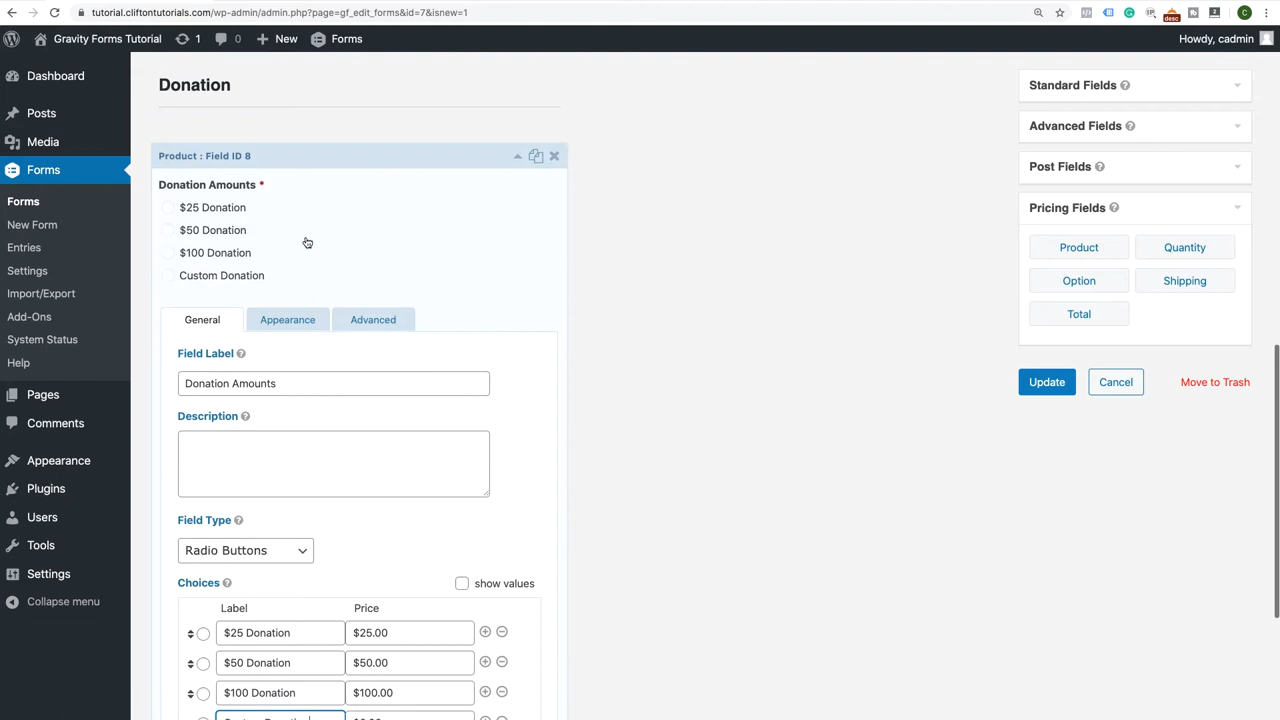 tutorial.cliftontutorials.com/wp-admin/admin.php?page=gf_edit_forms&id=7&isnew=1
Gravity Forms Tutorial 1 0 New Forms Howdy, cadmin
desc
Dashboard
Posts
Media
Forms
Forms
New Form
Entries
Settings
Import/Export
Add-Ons
System Status
Help
Pages
Comments
Appearance
Plugins
Users
Tools
Settings
Collapse menu
Donation
Product : Field ID 8
Donation Amounts *
$25 Donation
$50 Donation
$100 Donation
Custom Donation
General Appearance Advanced
Field Label
Donation Amounts
Description
Field Type
Radio Buttons
Choices show values
Label Price
$25 Donation $25.00
$50 Donation $50.00
$100 Donation $100.00
Standard Fields
Advanced Fields
Post Fields
Pricing Fields
Product Quantity
Option Shipping
Total
Update Cancel Move to Trash